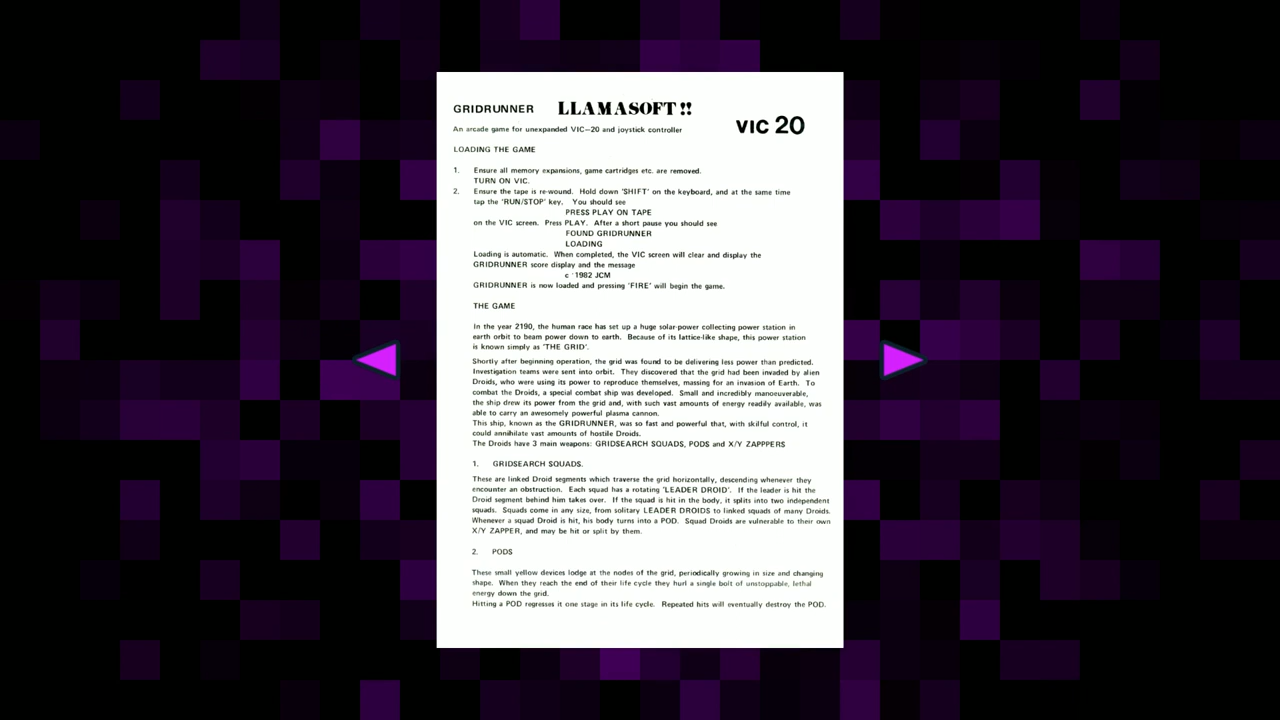 GRIDRUNNER LLAMASOFT !!
VIC 20
An arcade game for unexpanded VIC–20 and joystick controller
LOADING THE GAME
1. Ensure all memory expansions, game cartridges etc. are removed.
TURN ON VIC.
2. Ensure the tape is re-wound. Hold down 'SHIFT' on the keyboard, and at the same time
tap the 'RUN/STOP' key. You should see
PRESS PLAY ON TAPE
on the VIC screen. Press PLAY. After a short pause you should see
FOUND GRIDRUNNER
LOADING
Loading is automatic. When completed, the VIC screen will clear and display the
GRIDRUNNER score display and the message
c '1982 JCM
GRIDRUNNER is now loaded and pressing 'FIRE' will begin the game.
THE GAME
In the year 2190, the human race has set up a huge solar-power collecting power station in
earth orbit to beam power down to earth. Because of its lattice-like shape, this power station
is known simply as 'THE GRID'.
Shortly after beginning operation, the grid was found to be delivering less power than predicted.
Investigation teams were sent into orbit. They discovered that the grid had been invaded by alien
Droids, who were using its power to reproduce themselves, massing for an invasion of Earth. To
combat the Droids, a special combat ship was developed. Small and incredibly manoeuverable,
the ship drew its power from the grid and, with such vast amounts of energy readily available, was
able to carry an awesomely powerful plasma cannon.
This ship, known as the GRIDRUNNER, was so fast and powerful that, with skilful control, it
could annihilate vast amounts of hostile Droids.
The Droids have 3 main weapons: GRIDSEARCH SQUADS, PODS and X/Y ZAPPPERS
1. GRIDSEARCH SQUADS.
These are linked Droid segments which traverse the grid horizontally, descending whenever they
encounter an obstruction. Each squad has a rotating 'LEADER DROID'. If the leader is hit the
Droid segment behind him takes over. If the squad is hit in the body, it splits into two independent
squads. Squads come in any size, from solitary LEADER DROIDS to linked squads of many Droids.
Whenever a squad Droid is hit, his body turns into a POD. Squad Droids are vulnerable to their own
X/Y ZAPPER, and may be hit or split by them.
2. PODS
These small yellow devices lodge at the nodes of the grid, periodically growing in size and changing
shape. When they reach the end of their life cycle they hurl a single bolt of unstoppable, lethal
energy down the grid.
Hitting a POD regresses it one stage in its life cycle. Repeated hits will eventually destroy the POD.